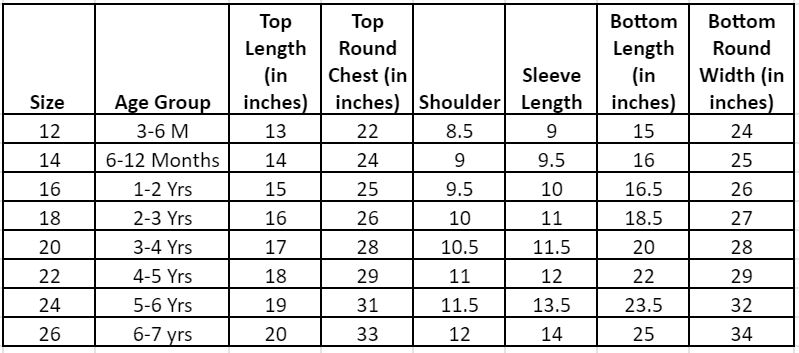 Size Age Group Top Length (in inches) Top Round Chest (in inches) Shoulder Sleeve Length Bottom Length (in inches) Bottom Round Width (in inches)
12 3-6 M 13 22 8.5 9 15 24
14 6-12 Months 14 24 9 9.5 16 25
16 1-2 Yrs 15 25 9.5 10 16.5 26
18 2-3 Yrs 16 26 10 11 18.5 27
20 3-4 Yrs 17 28 10.5 11.5 20 28
22 4-5 Yrs 18 29 11 12 22 29
24 5-6 Yrs 19 31 11.5 13.5 23.5 32
26 6-7 yrs 20 33 12 14 25 34